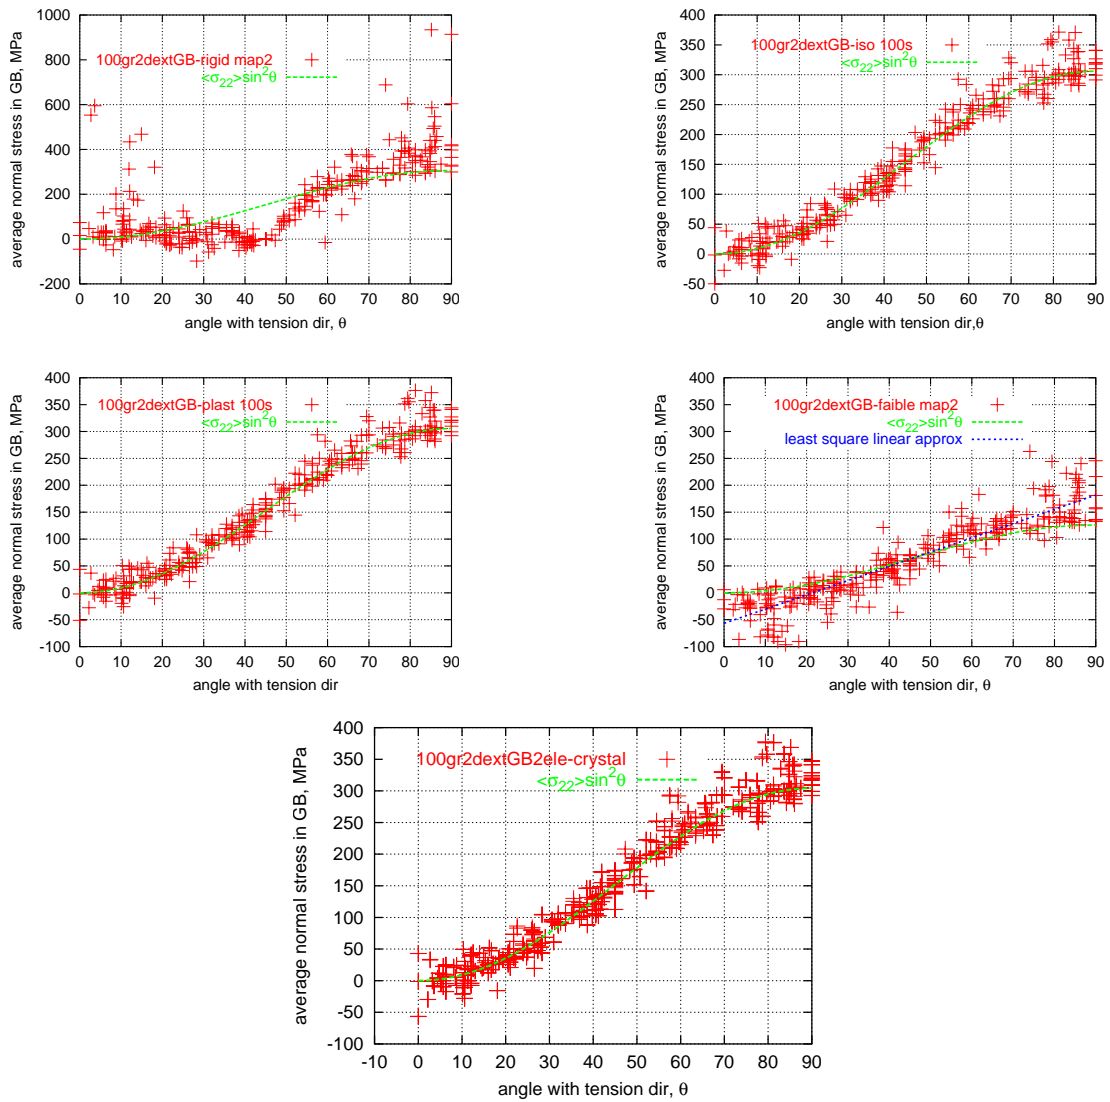 1000
800
600
400
200
0
-200
0 10 20 30 40 50 60 70 80 90
average normal stress in GB, MPa
angle with tension dir, θ
100gr2dextGB-rigid map2
<σ22>sin²θ
400
350
300
250
200
150
100
50
0
-50
0 10 20 30 40 50 60 70 80 90
average normal stress in GB, MPa
angle with tension dir,θ
100gr2dextGB-iso 100s
<σ22>sin²θ
400
350
300
250
200
150
100
50
0
-50
-100
0 10 20 30 40 50 60 70 80 90
average normal stress in GB, MPa
angle with tension dir
100gr2dextGB-plast 100s
<σ22>sin²θ
400
350
300
250
200
150
100
50
0
-50
-100
0 10 20 30 40 50 60 70 80 90
average normal stress in GB, MPa
angle with tension dir, θ
100gr2dextGB-faible map2
<σ22>sin²θ
least square linear approx
400
350
300
250
200
150
100
50
0
-50
-100
-10 0 10 20 30 40 50 60 70 80 90
average normal stress in GB, MPa
angle with tension dir, θ
100gr2dextGB2ele-crystal
<σ22>sin²θ